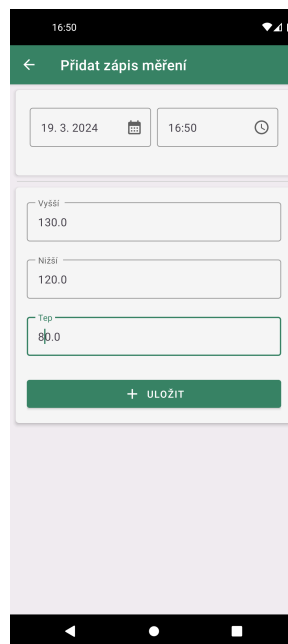 16:50
Přidat zápis měření
19. 3. 2024
16:50
Vyšší
130.0
Nižší
120.0
Tep
80.0
ULOŽIT